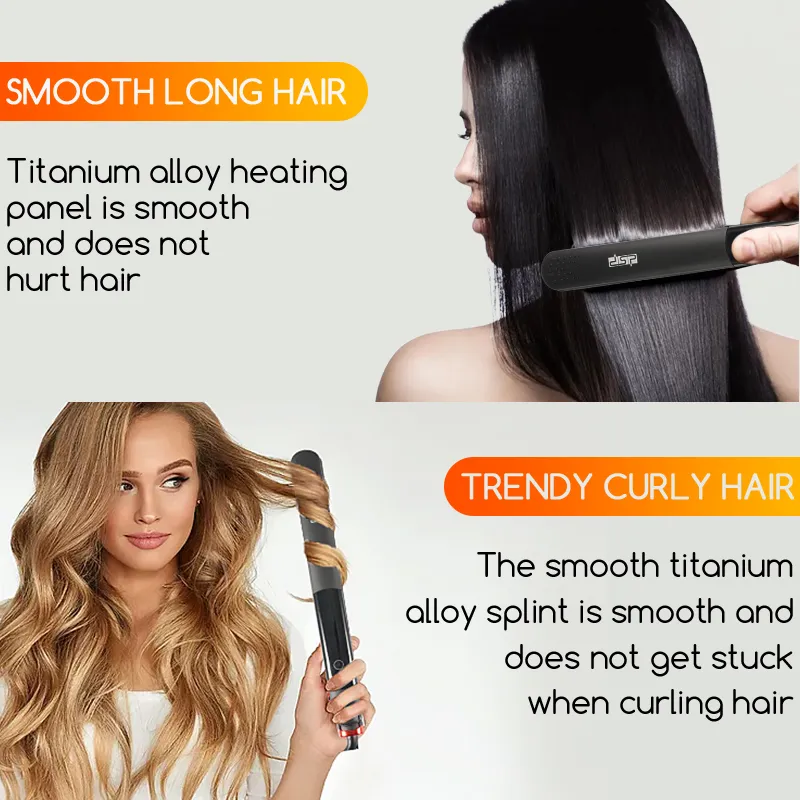 SMOOTH LONG HAIR
Titanium alloy heating
panel is smooth
and does not
hurt hair
dsp
TRENDY CURLY HAIR
The smooth titanium
alloy splint is smooth and
does not get stuck
when curling hair